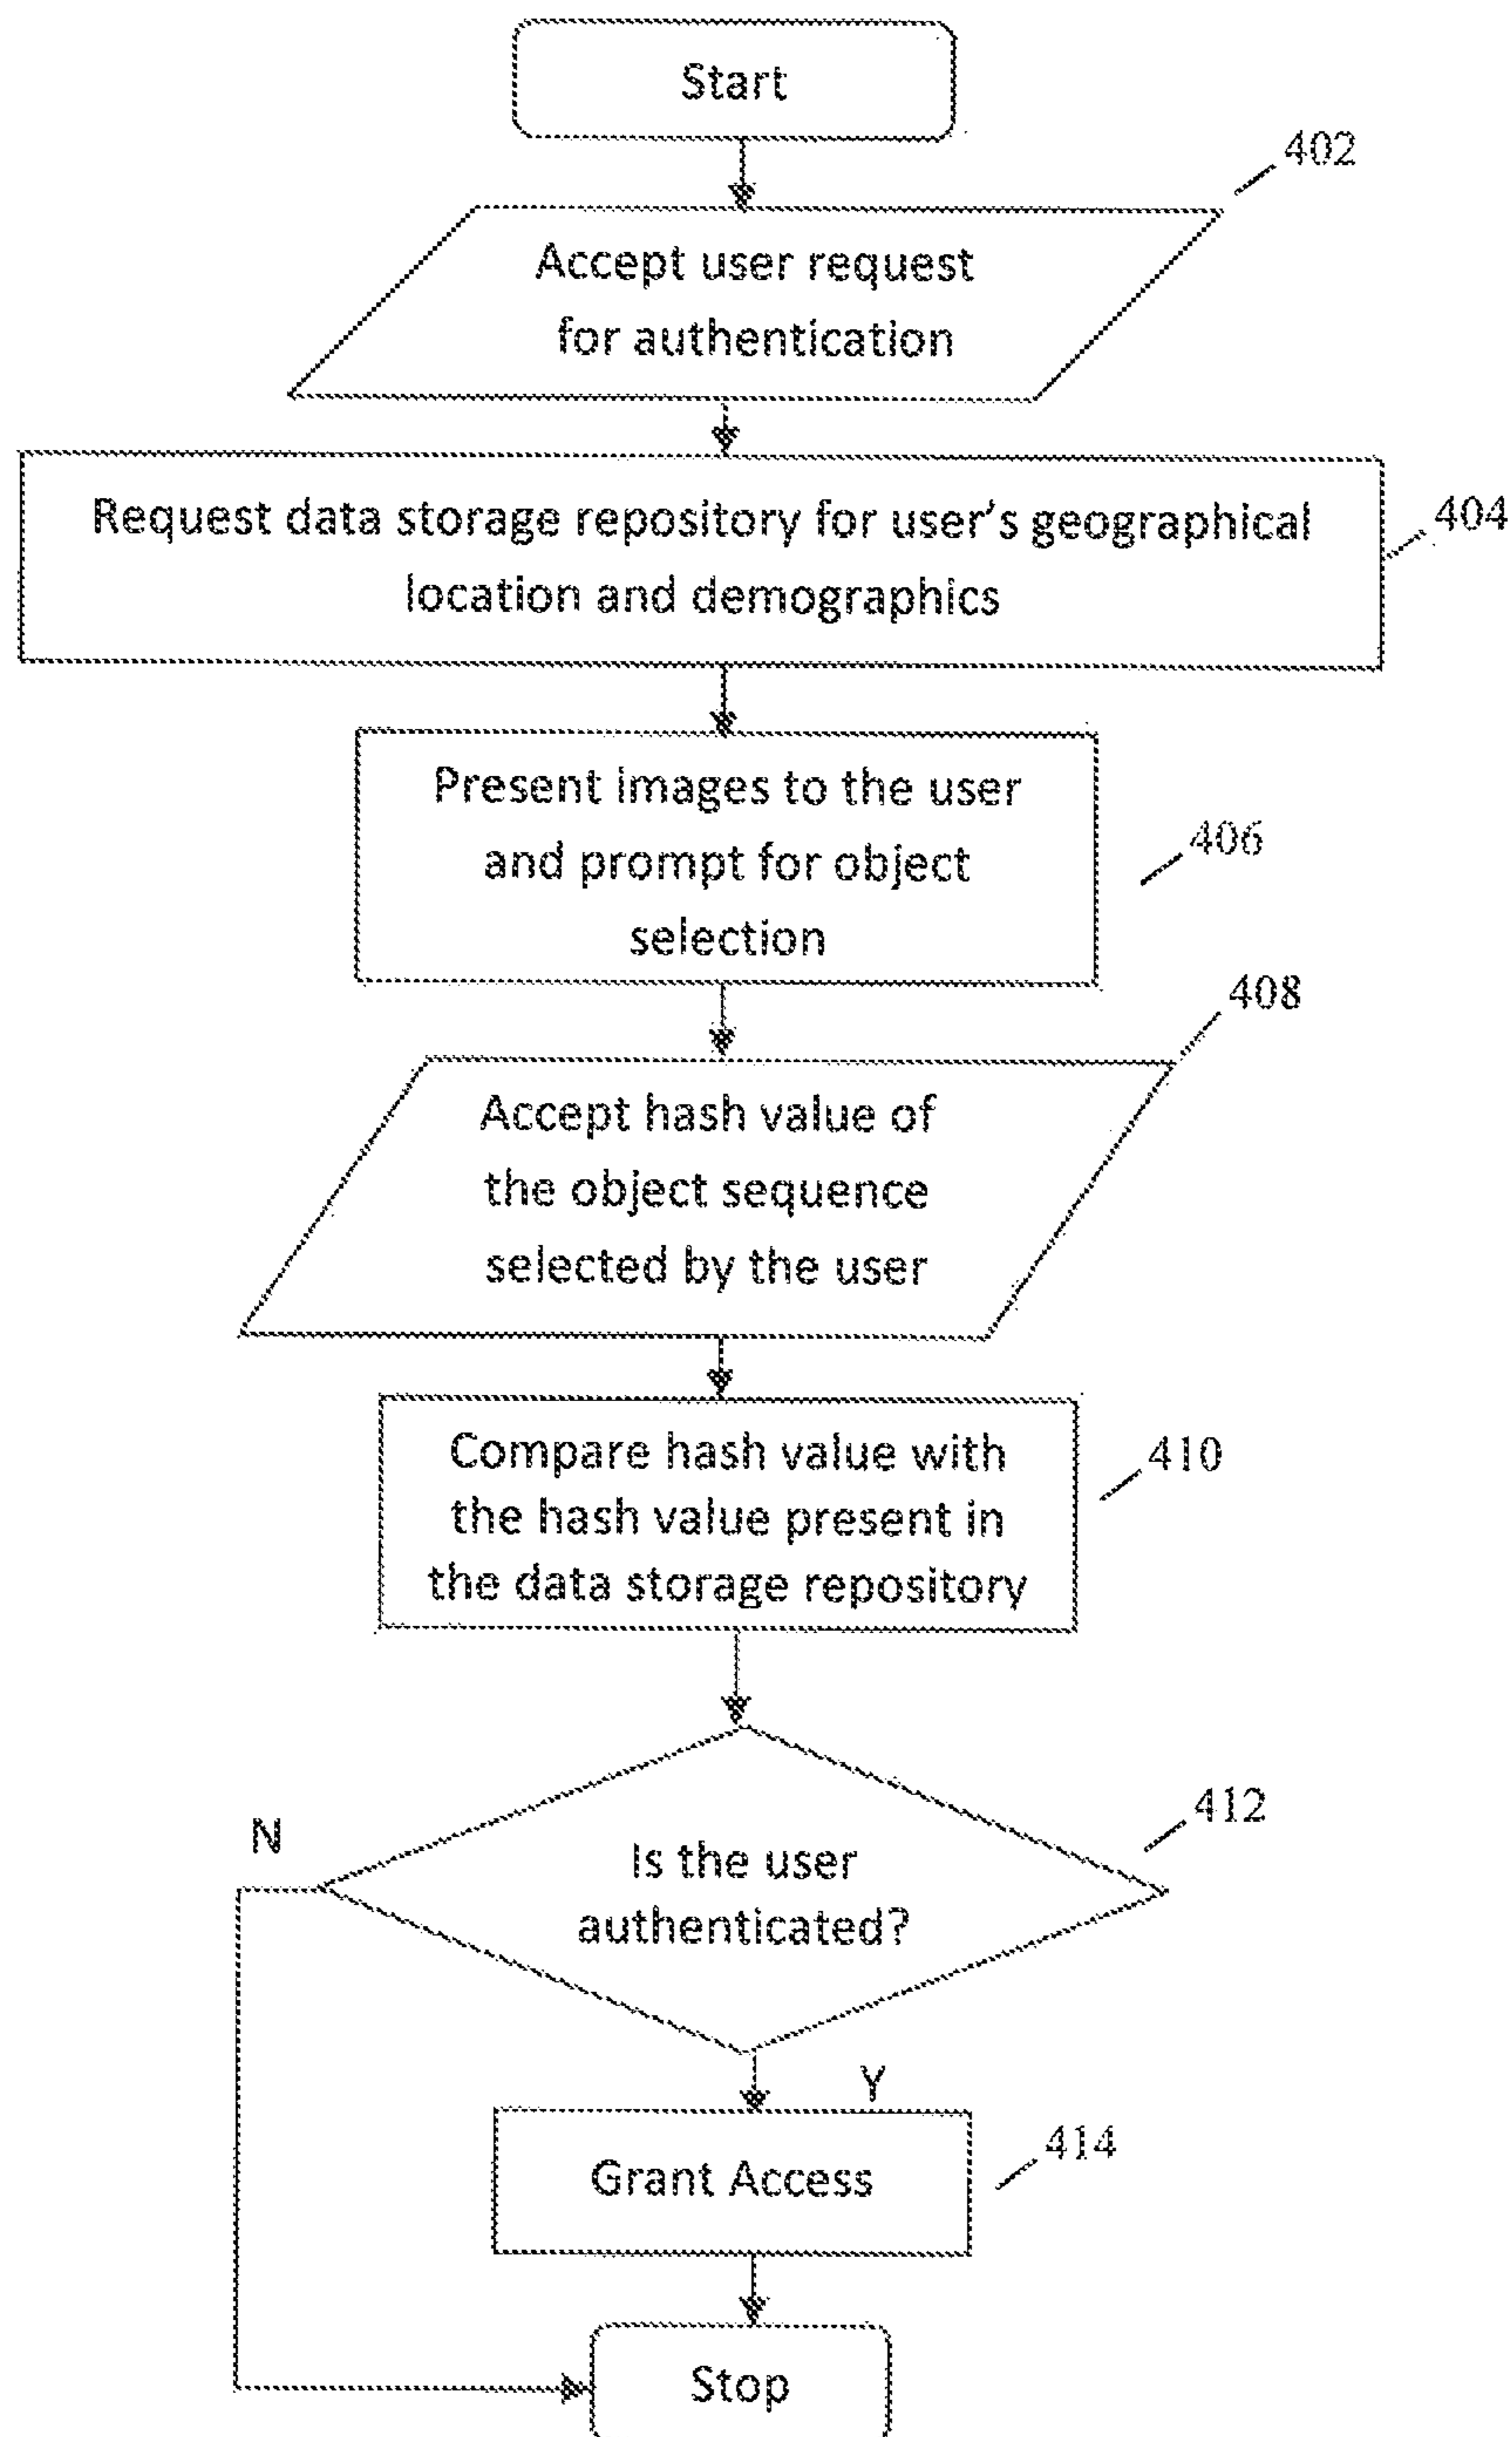 Start
402
Accept user request
for authentication
Request data storage repository for user's geographical
404
location and demographics
Present images to the user
and prompt for object
406
selection
408
Accept hash value of
the object sequence
selected by the user
Compare hash value with
410
the hash value present in
the data storage repository
412
N
Is the user
authenticated?
Y
414
Grant Access
Stop